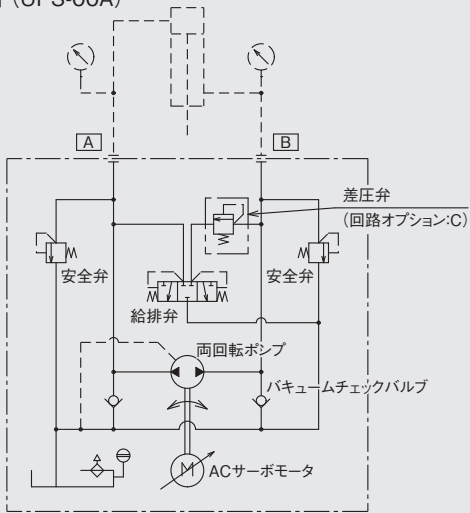 (UPS-00A)
A
B
差圧弁
(回路オプション:C)
安全弁
安全弁
給排弁
両回転ポンプ
バキュームチェックバルブ
M
ACサーボモータ